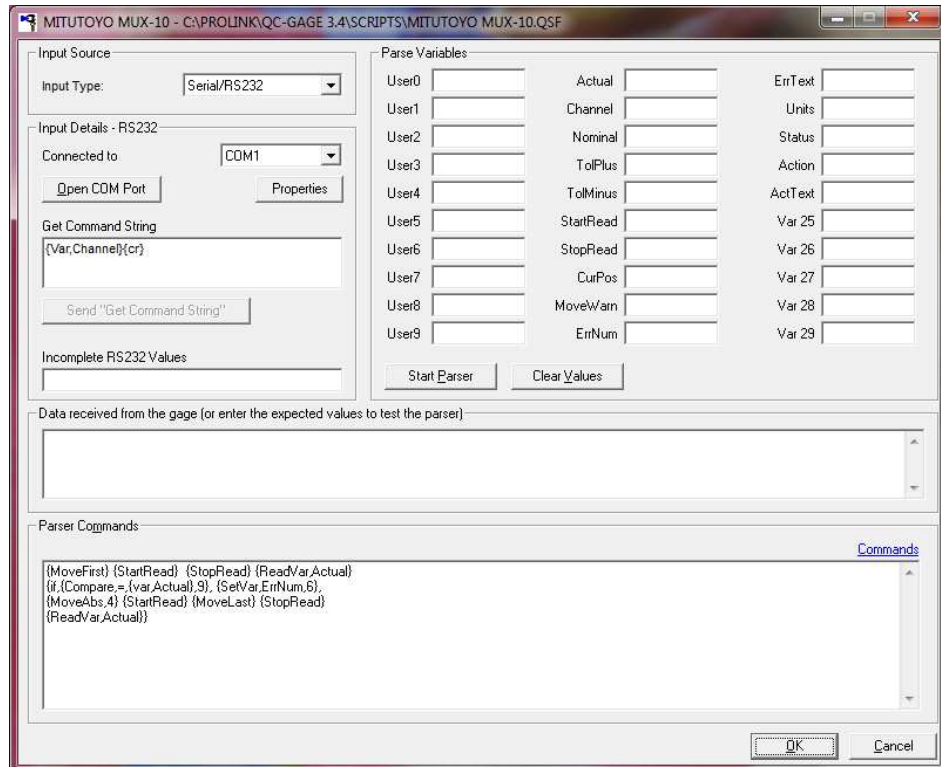 MITUTOYO MUX-10 - C:\PROLINK\QC-GAGE 3.4\SCRIPTS\MITUTOYO MUX-10.QSF
Input Source
Input Type:
Serial/RS232
Input Details - RS232
Connected to
COM1
Open COM Port
Properties
Get Command String
{Var,Channel}{cr}
Send "Get Command String"
Incomplete RS232 Values
Parse Variables
User0 Actual ErrText
User1 Channel Units
User2 Nominal Status
User3 TolPlus Action
User4 TolMinus ActText
User5 StartRead Var 25
User6 StopRead Var 26
User7 CurPos Var 27
User8 MoveWarn Var 28
User9 ErrNum Var 29
Start Parser
Clear Values
Data received from the gage (or enter the expected values to test the parser)
Parser Commands
Commands
{MoveFirst} {StartRead} {StopRead} {ReadVar,Actual}
{if,{Compare,=,{var,Actual},9}, {SetVar,ErrNum,6},
{MoveAbs,4} {StartRead} {MoveLast} {StopRead}
{ReadVar,Actual}}
OK
Cancel